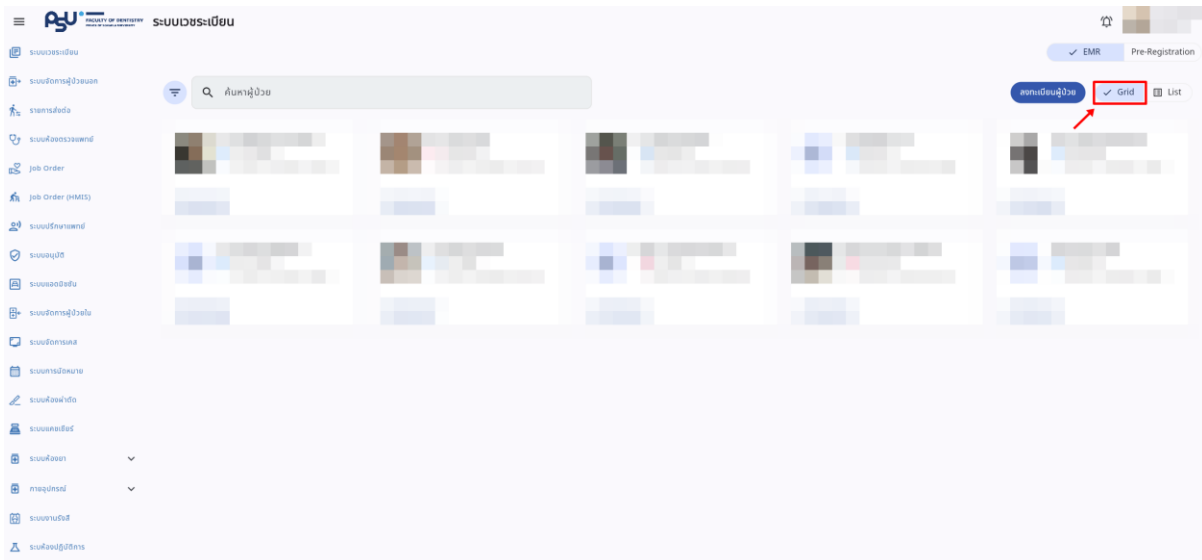 PSU FACULTY OF DENTISTRY ระบบเวชระเบียน
EMR Pre-Registration
ค้นหาผู้ป่วย ลงทะเบียนผู้ป่วย Grid List
ระบบเวชระเบียน
ระบบจัดการผู้ป่วยนอก
รายการส่งต่อ
ระบบห้องตรวจแพทย์
Job Order
Job Order (HMIS)
ระบบปรึกษาแพทย์
ระบบอนุมัติ
ระบบแอดมิชชัน
ระบบจัดการผู้ป่วยใน
ระบบจัดการเคส
ระบบการนัดหมาย
ระบบห้องผ่าตัด
ระบบแคชเชียร์
ระบบห้องยา
กายอุปกรณ์
ระบบงานรังสี
ระบห้องปฏิบัติการ